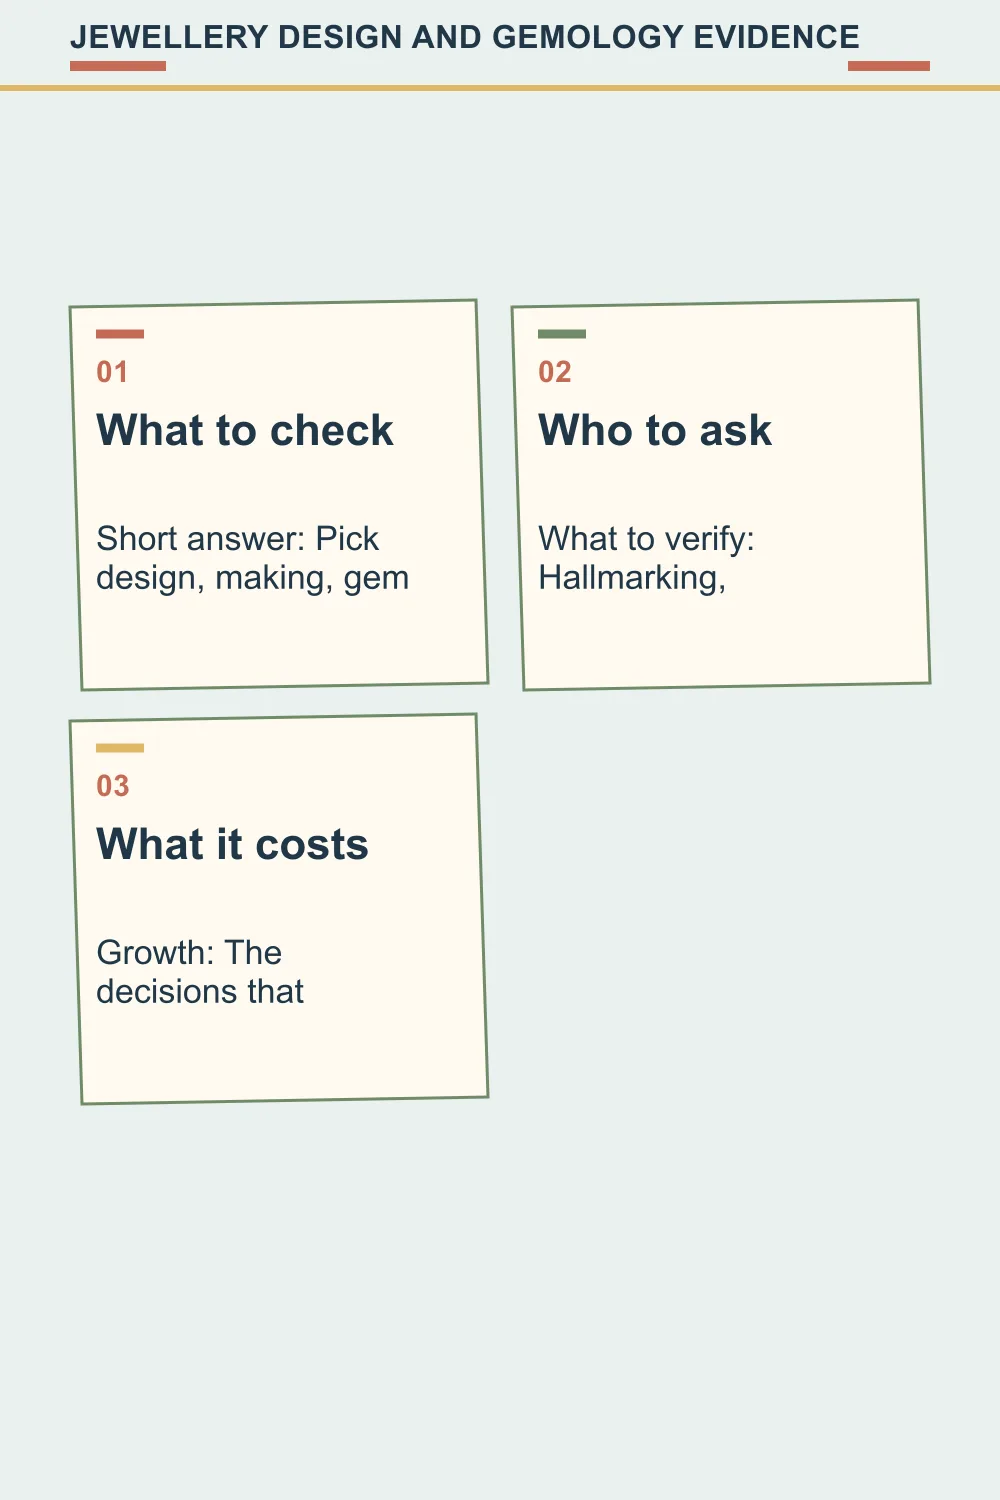 JEWELLERY DESIGN AND GEMOLOGY EVIDENCE
01
What to check
Short answer: Pick
design, making, gem
02
Who to ask
What to verify:
Hallmarking,
03
What it costs
Growth: The
decisions that